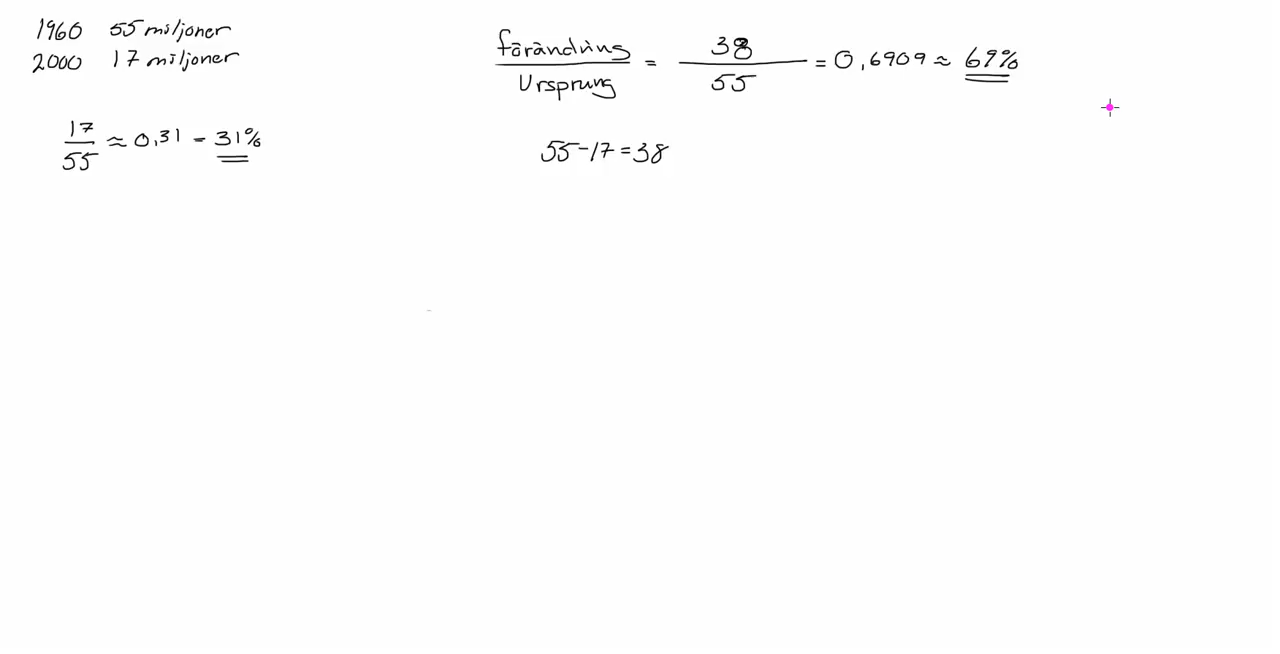 1960 55 miljoner
2000 17 miljoner
17/55 ≈ 0,31 = 31%
förändring/Ursprung = 38/55 = 0,6909 ≈ 69%
55-17=38